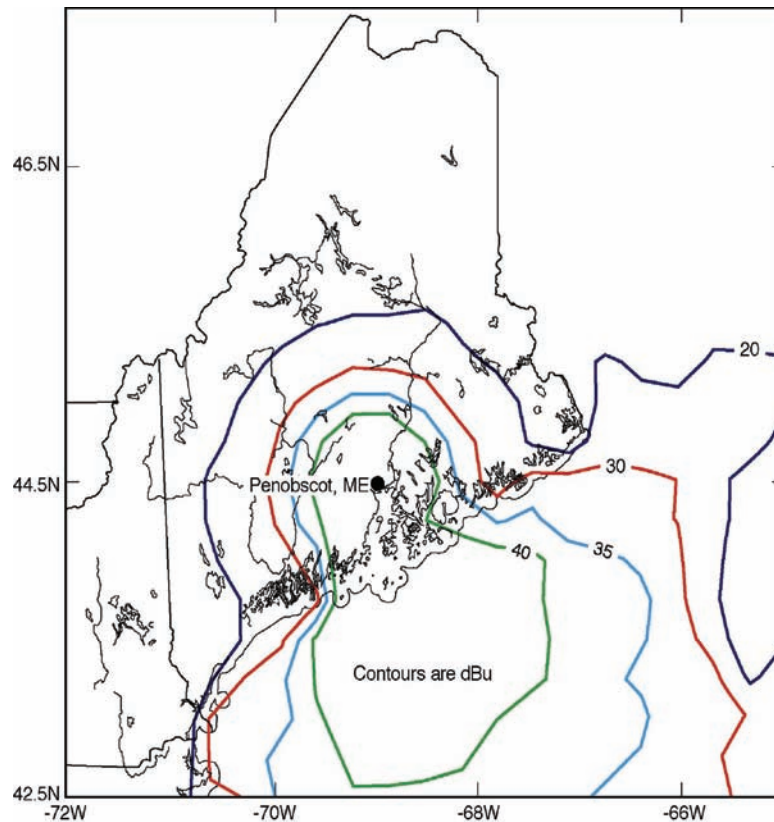 46.5N
20
44.5N
Penobscot, ME
30
40
35
Contours are dBu
42.5N
-72W
-70W
-68W
-66W